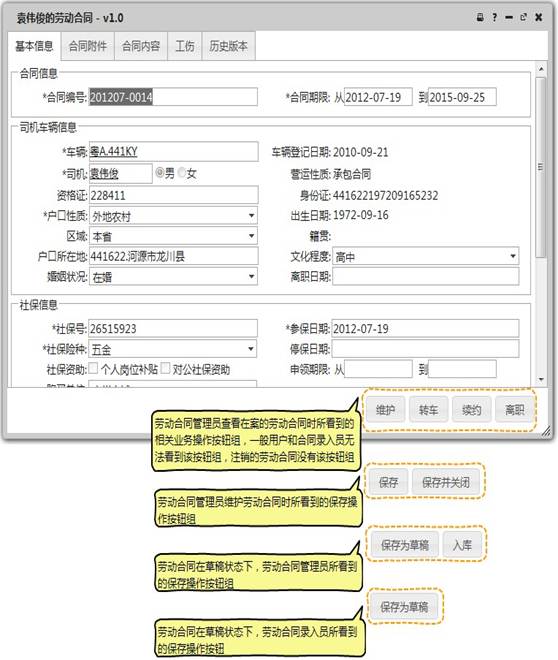 袁伟俊的劳动合同 - v1.0
基本信息 合同附件 合同内容 工伤 历史版本
合同信息
*合同编号: 201207-0014 *合同期限: 从 2012-07-19 到 2015-09-25
司机车辆信息
*车辆: 粤A.441KY 车辆登记日期: 2010-09-21
*司机: 袁伟俊 男 女 营运性质: 承包合同
资格证: 228411 身份证: 441622197209165232
*户口性质: 外地农村 出生日期: 1972-09-16
区域: 本省 籍贯:
户口所在地: 441622.河源市龙川县 文化程度: 高中
婚姻状况: 在婚 离职日期:
社保信息
*社保号: 26515923 *参保日期: 2012-07-19
*社保险种: 五金 停保日期:
社保资助: 个人岗位补贴 对公社保资助 申领期限: 从 到
维护 转车 续约 离职
劳动合同管理员查看在案的劳动合同时所看到的
相关业务操作按钮组，一般用户和合同录入员无
法看到该按钮组，注销的劳动合同没有该按钮组
保存 保存并关闭
劳动合同管理员维护劳动合同时所看到的保存操
作按钮组
保存为草稿 入库
劳动合同在草稿状态下，劳动合同管理员所看到
的保存操作按钮组
保存为草稿
劳动合同在草稿状态下，劳动合同录入员所看到
的保存操作按钮